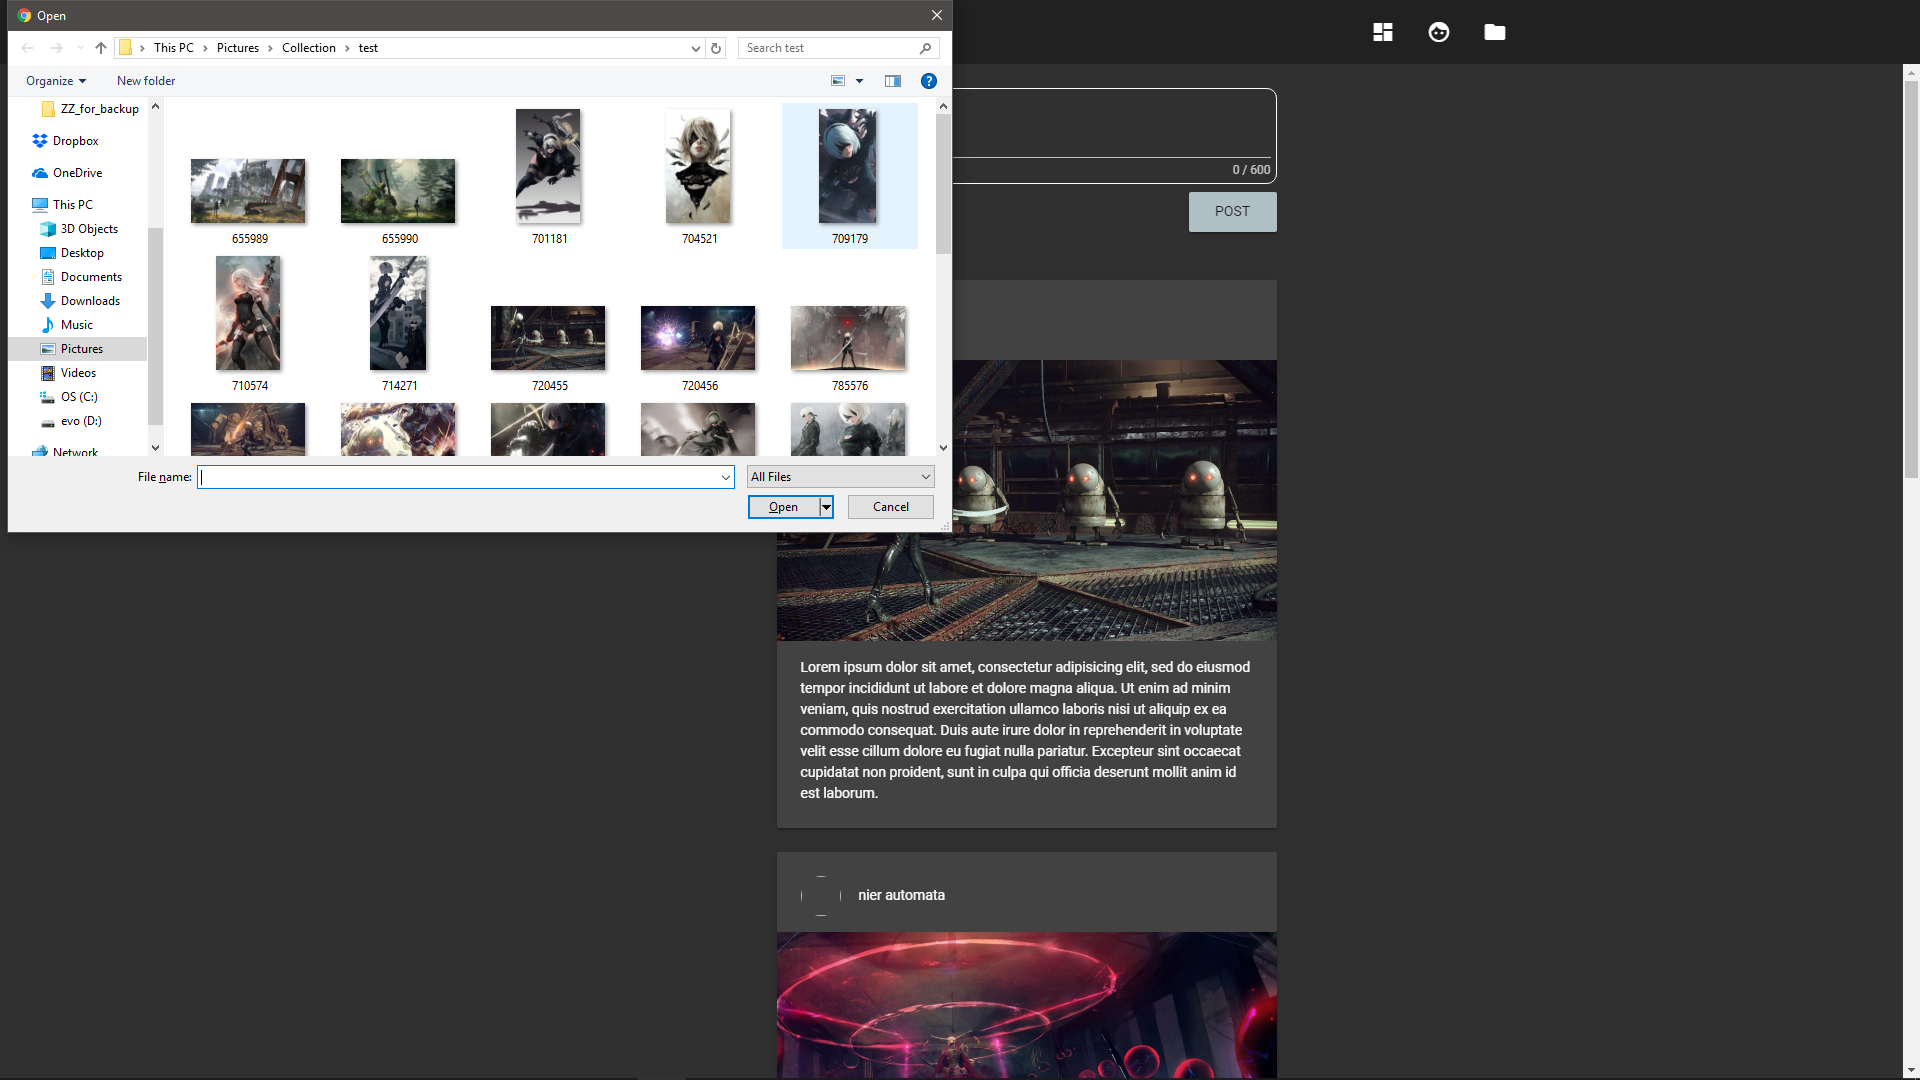 Open
This PC
Pictures
Collection
test
Search test
Organize
New folder
ZZ_for_backup
Dropbox
OneDrive
This PC
3D Objects
Desktop
Documents
Downloads
Music
Pictures
Videos
OS (C:)
evo (D:)
Network
655989
655990
701181
704521
709179
710574
714271
720455
720456
785576
File name:
All Files
Open
Cancel
0 / 600
POST
Lorem ipsum dolor sit amet, consectetur adipisicing elit, sed do eiusmod
tempor incididunt ut labore et dolore magna aliqua. Ut enim ad minim
veniam, quis nostrud exercitation ullamco laboris nisi ut aliquip ex ea
commodo consequat. Duis aute irure dolor in reprehenderit in voluptate
velit esse cillum dolore eu fugiat nulla pariatur. Excepteur sint occaecat
cupidatat non proident, sunt in culpa qui officia deserunt mollit anim id
est laborum.
nier automata